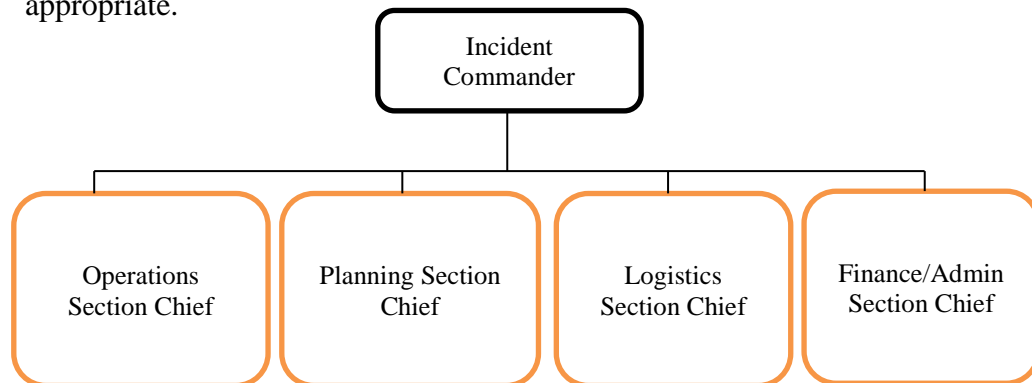 appropriate.
Incident
Commander
Operations
Section Chief
Planning Section
Chief
Logistics
Section Chief
Finance/Admin
Section Chief